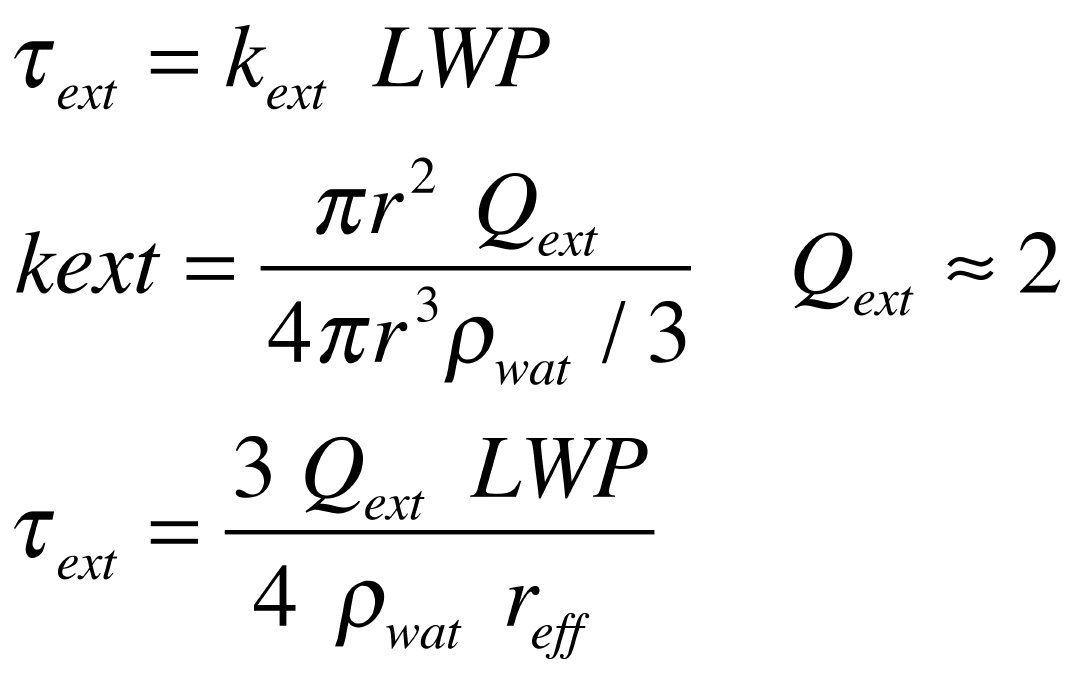 τ_ext = k_ext LWP
kext = πr² Q_ext / (4πr³ρ_wat / 3)    Q_ext ≈ 2
τ_ext = 3 Q_ext LWP / (4 ρ_wat r_eff)